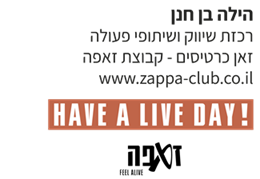 הילה בן חנן
רכזת שיווק ושיתופי פעולה
זאן כרטיסים - קבוצת זאפה
www.zappa-club.co.il
HAVE A LIVE DAY!
זאפה
FEEL ALIVE